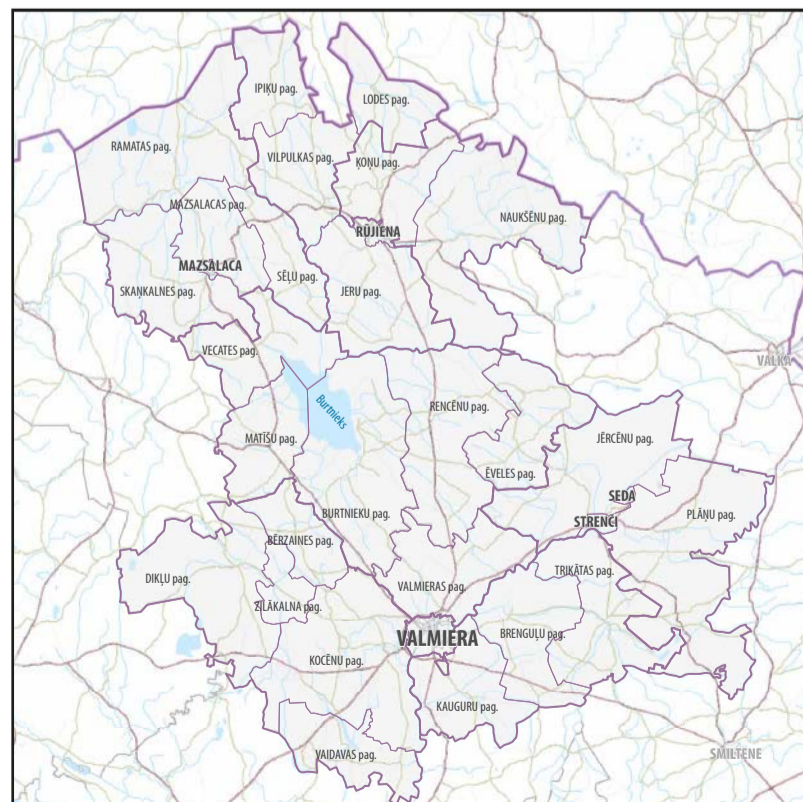 IPIĶU pag.
LODES pag.
RAMATAS pag.
VILPULKAS pag.
ĶOŅU pag.
MAZSALACAS pag.
NAUKŠĒNU pag.
RŪJIENA
MAZSALACA
SĒĻU pag.
SKAŅKALNES pag.
JERU pag.
VECATES pag.
VALKA
Burtnieks
RENCĒNU pag.
MATĪŠU pag.
JĒRCĒNU pag.
ĒVELES pag.
SEDA
BURTNIEKU pag.
STRENČI
PLĀŅU pag.
BĒRZAINES pag.
DIKĻU pag.
TRIKĀTAS pag.
VALMIERAS pag.
ZILĀKALNA pag.
VALMIERA
BRENGUĻU pag.
KOCĒNU pag.
KAUGURU pag.
VAIDAVAS pag.
SMILTENE